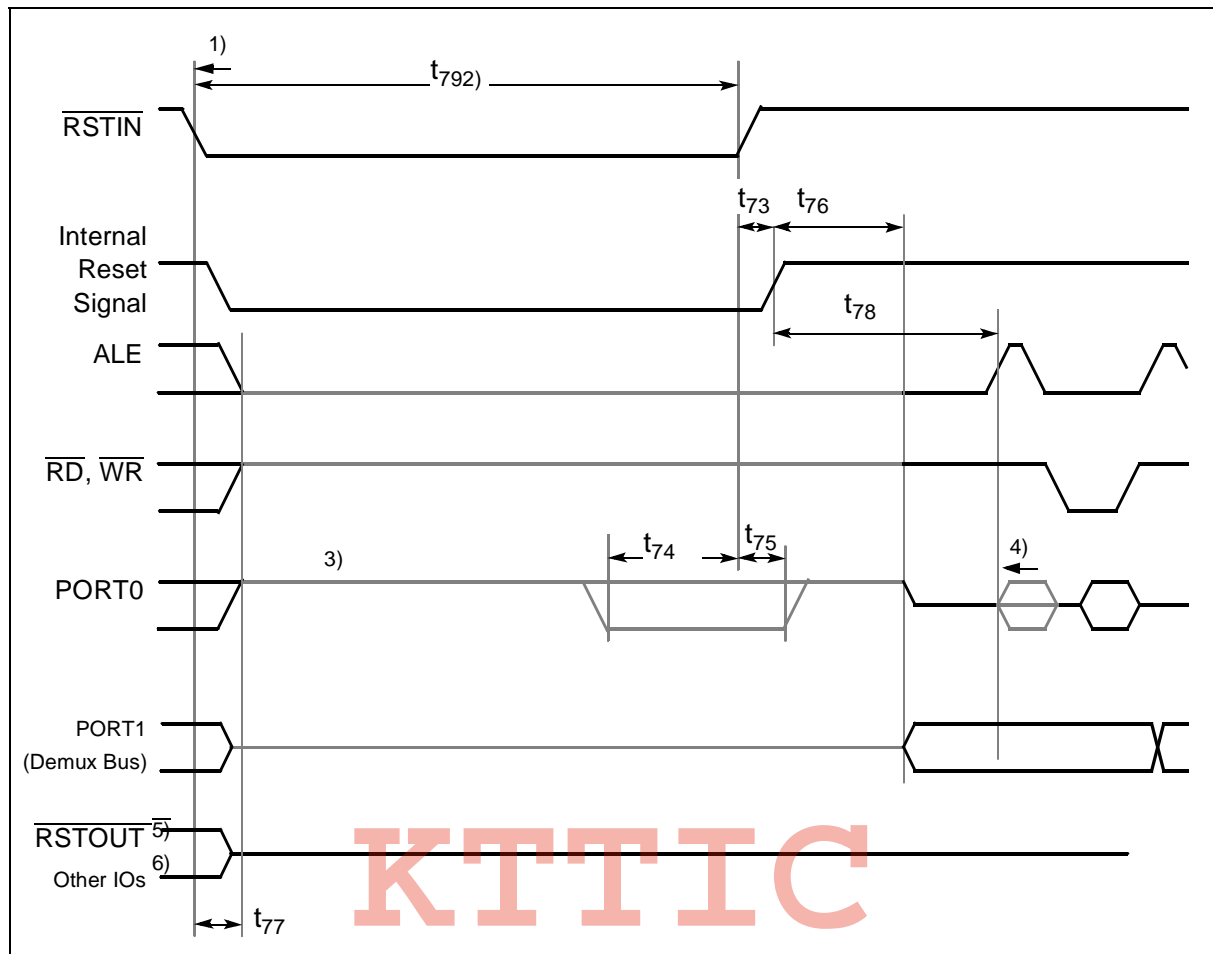 1)
t792)
RSTIN
t73
t76
Internal
Reset
Signal
t78
ALE
RD, WR
t74
t75
3)
4)
PORT0
PORT1
(Demux Bus)
RSTOUT 5)
6)
Other IOs
t77
KTTIC